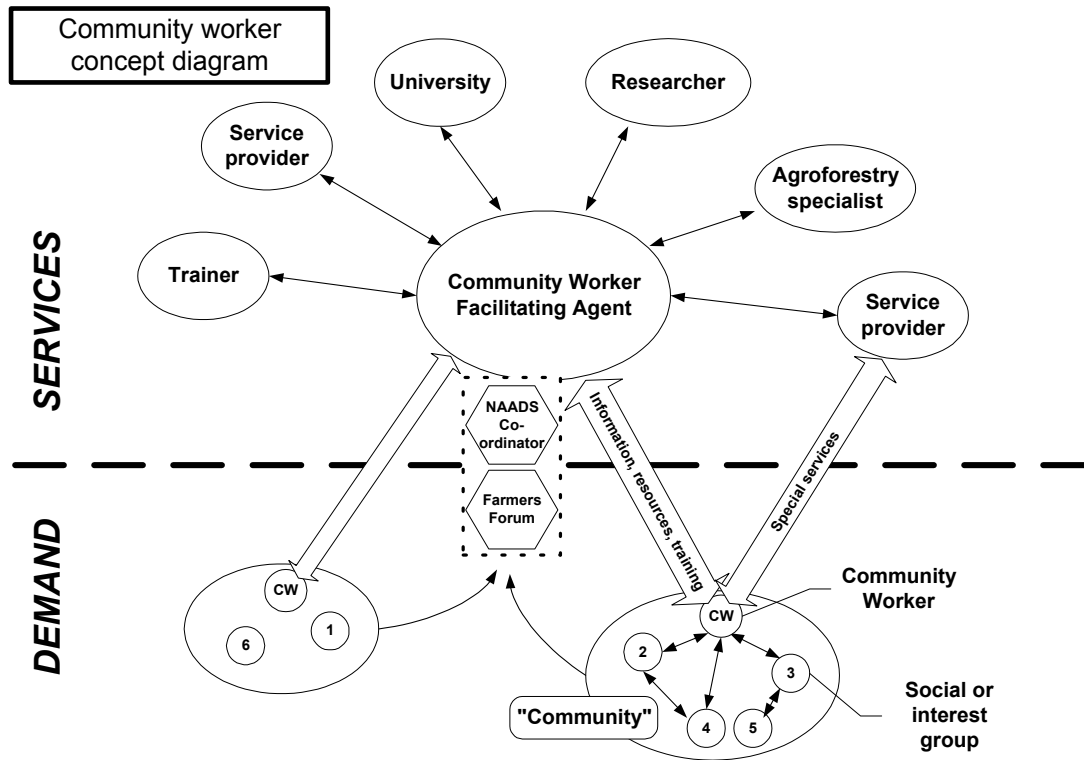 Community worker
concept diagram
University
Researcher
Service
provider
Agroforestry
specialist
Trainer
Community Worker
Facilitating Agent
Service
provider
SERVICES
NAADS
Co-
ordinator
Information, resources, training
Special services
DEMAND
Farmers
Forum
CW
1
6
Community
Worker
CW
2
3
4
5
"Community"
Social or
interest
group